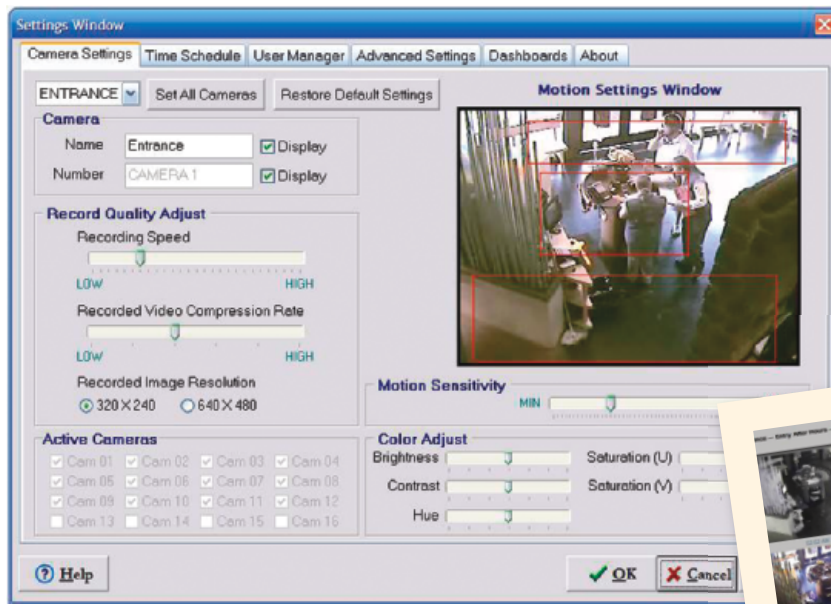 Settings Window
Camera Settings Time Schedule User Manager Advanced Settings Dashboards About
ENTRANCE Set All Cameras Restore Default Settings
Motion Settings Window
Camera
Name Entrance Display
Number CAMERA 1 Display
Record Quality Adjust
Recording Speed
LOW HIGH
Recorded Video Compression Rate
LOW HIGH
Recorded Image Resolution
320 X 240 640 X 480
Motion Sensitivity
MIN
Active Cameras
Cam 01 Cam 02 Cam 03 Cam 04
Cam 05 Cam 06 Cam 07 Cam 08
Cam 09 Cam 10 Cam 11 Cam 12
Cam 13 Cam 14 Cam 15 Cam 16
Color Adjust
Brightness Saturation (U)
Contrast Saturation (V)
Hue
Help OK Cancel
Entry After Hours